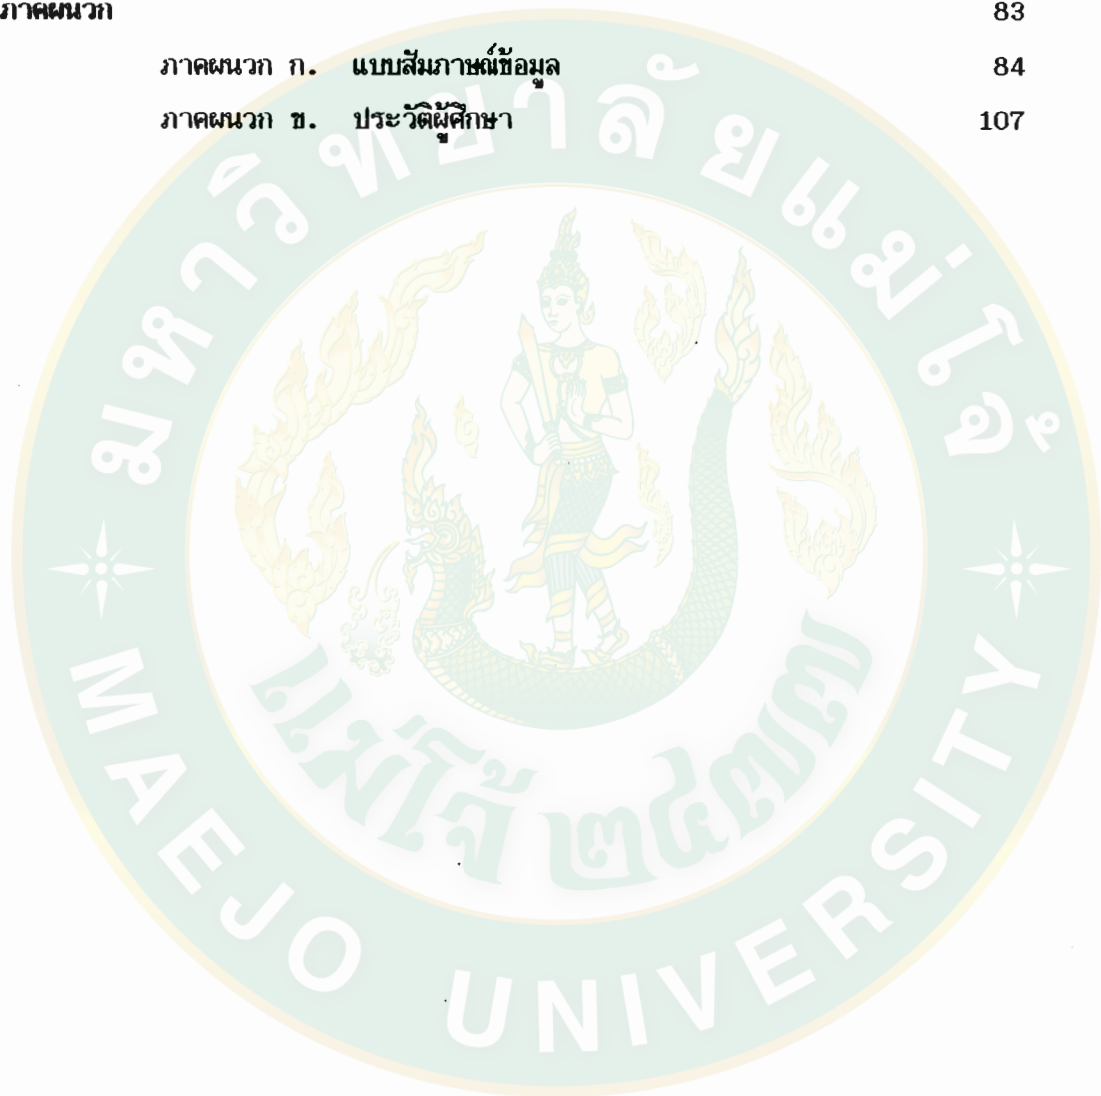 ภาคผนวก 83
ภาคผนวก ก. แบบสัมภาษณ์ข้อมูล 84
ภาคผนวก ข. ประวัติผู้ศึกษา 107
มหาวิทยาลัยแม่โจ้
แม่โจ้ ๒๔๗๗
MAEJO UNIVERSITY